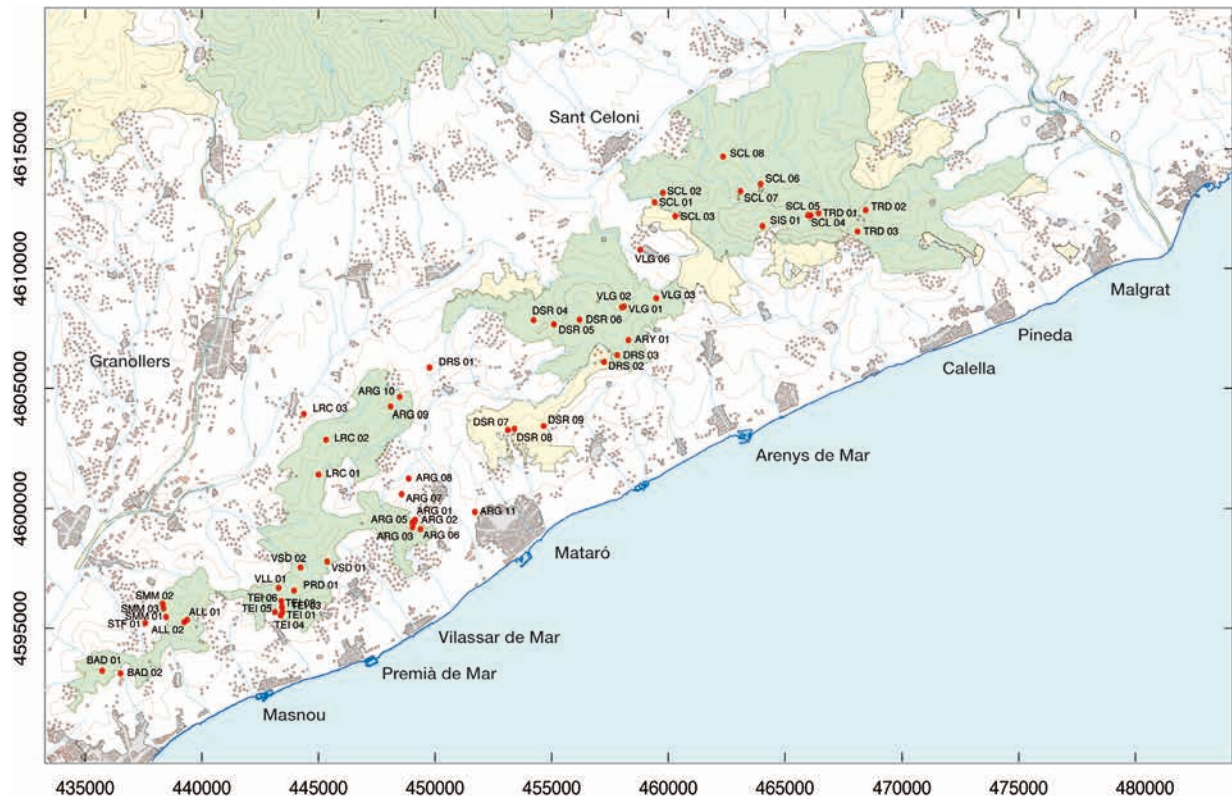 Sant Celoni
4615000
SCL 08
SCL 06
SCL 02
SCL 07
SCL 01
SCL 05
TRD 02
SCL 03
TRD 01
SIS 01
SCL 04
TRD 03
4610000
VLG 06
Malgrat
VLG 02
VLG 03
DSR 04
VLG 01
DSR 06
DSR 05
Pineda
ARY 01
DRS 03
Granollers
DRS 01
DRS 02
Calella
4605000
ARG 10
LRC 03
ARG 09
DSR 07
DSR 09
LRC 02
DSR 08
Arenys de Mar
LRC 01
ARG 08
ARG 07
4600000
ARG 01
ARG 11
ARG 05
ARG 02
ARG 03
ARG 06
Mataró
VSD 02
VSD 01
VLL 01
PRD 01
SMM 02
TEI 06
SMM 03
TEI 03
TEI 05
SMM 01
ALL 01
TEI 01
STF 01
ALL 02
TEI 04
4595000
Vilassar de Mar
BAD 01
BAD 02
Premià de Mar
Masnou
435000 440000 445000 450000 455000 460000 465000 470000 475000 480000